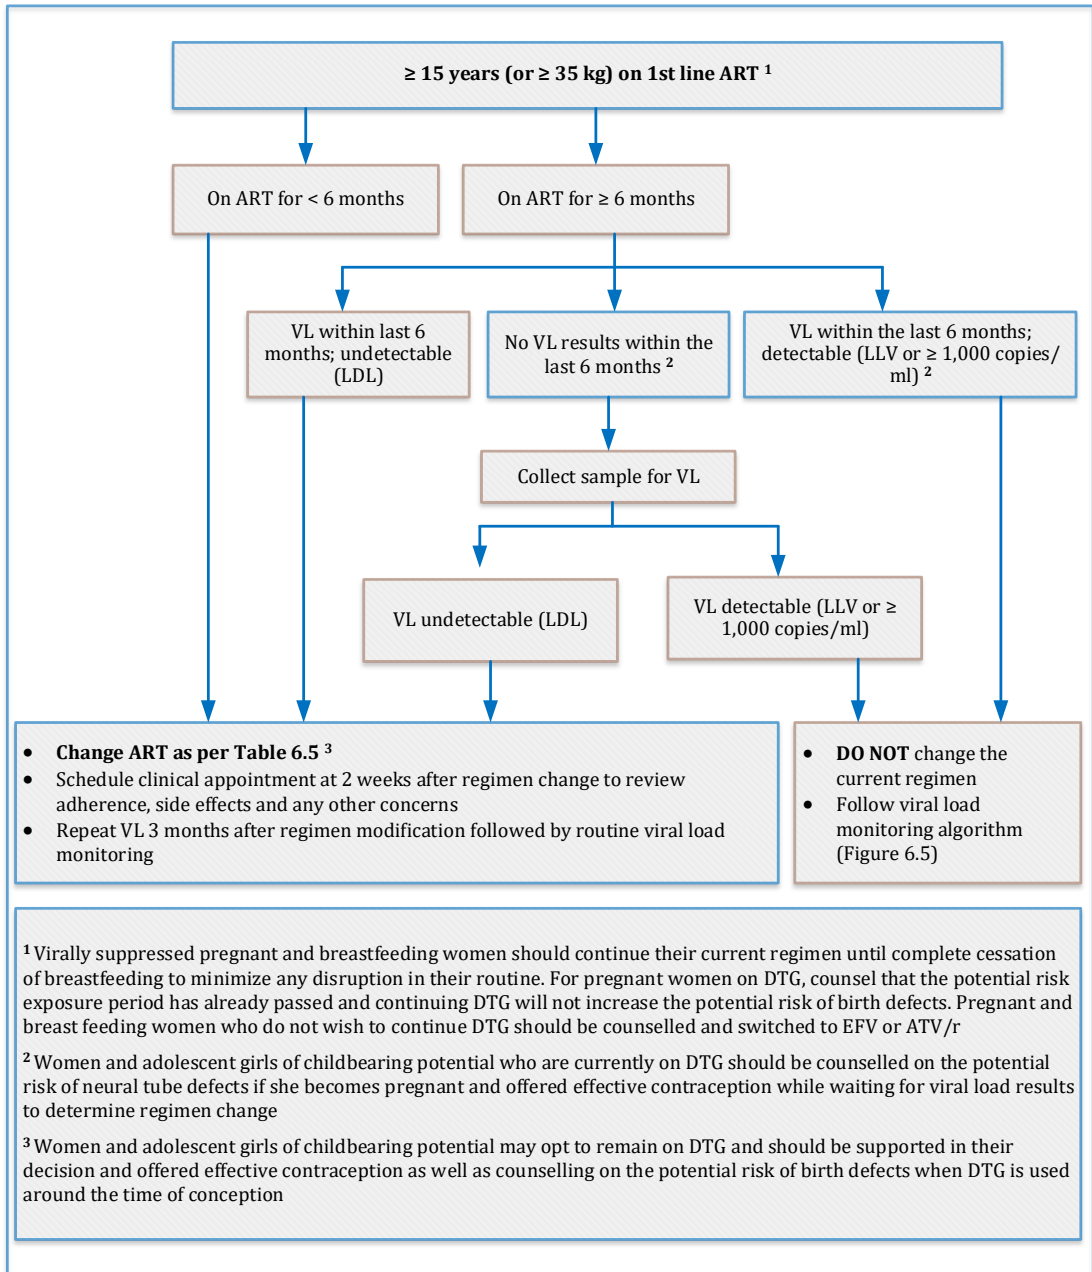 ≥ 15 years (or ≥ 35 kg) on 1st line ART ¹
On ART for < 6 months
On ART for ≥ 6 months
VL within last 6
months; undetectable
(LDL)
No VL results within the
last 6 months ²
VL within the last 6 months;
detectable (LLV or ≥ 1,000 copies/
ml) ²
Collect sample for VL
VL undetectable (LDL)
VL detectable (LLV or ≥
1,000 copies/ml)
• Change ART as per Table 6.5 ³
• Schedule clinical appointment at 2 weeks after regimen change to review
adherence, side effects and any other concerns
• Repeat VL 3 months after regimen modification followed by routine viral load
monitoring
• DO NOT change the
current regimen
• Follow viral load
monitoring algorithm
(Figure 6.5)
¹ Virally suppressed pregnant and breastfeeding women should continue their current regimen until complete cessation
of breastfeeding to minimize any disruption in their routine. For pregnant women on DTG, counsel that the potential risk
exposure period has already passed and continuing DTG will not increase the potential risk of birth defects. Pregnant and
breast feeding women who do not wish to continue DTG should be counselled and switched to EFV or ATV/r
² Women and adolescent girls of childbearing potential who are currently on DTG should be counselled on the potential
risk of neural tube defects if she becomes pregnant and offered effective contraception while waiting for viral load results
to determine regimen change
³ Women and adolescent girls of childbearing potential may opt to remain on DTG and should be supported in their
decision and offered effective contraception as well as counselling on the potential risk of birth defects when DTG is used
around the time of conception